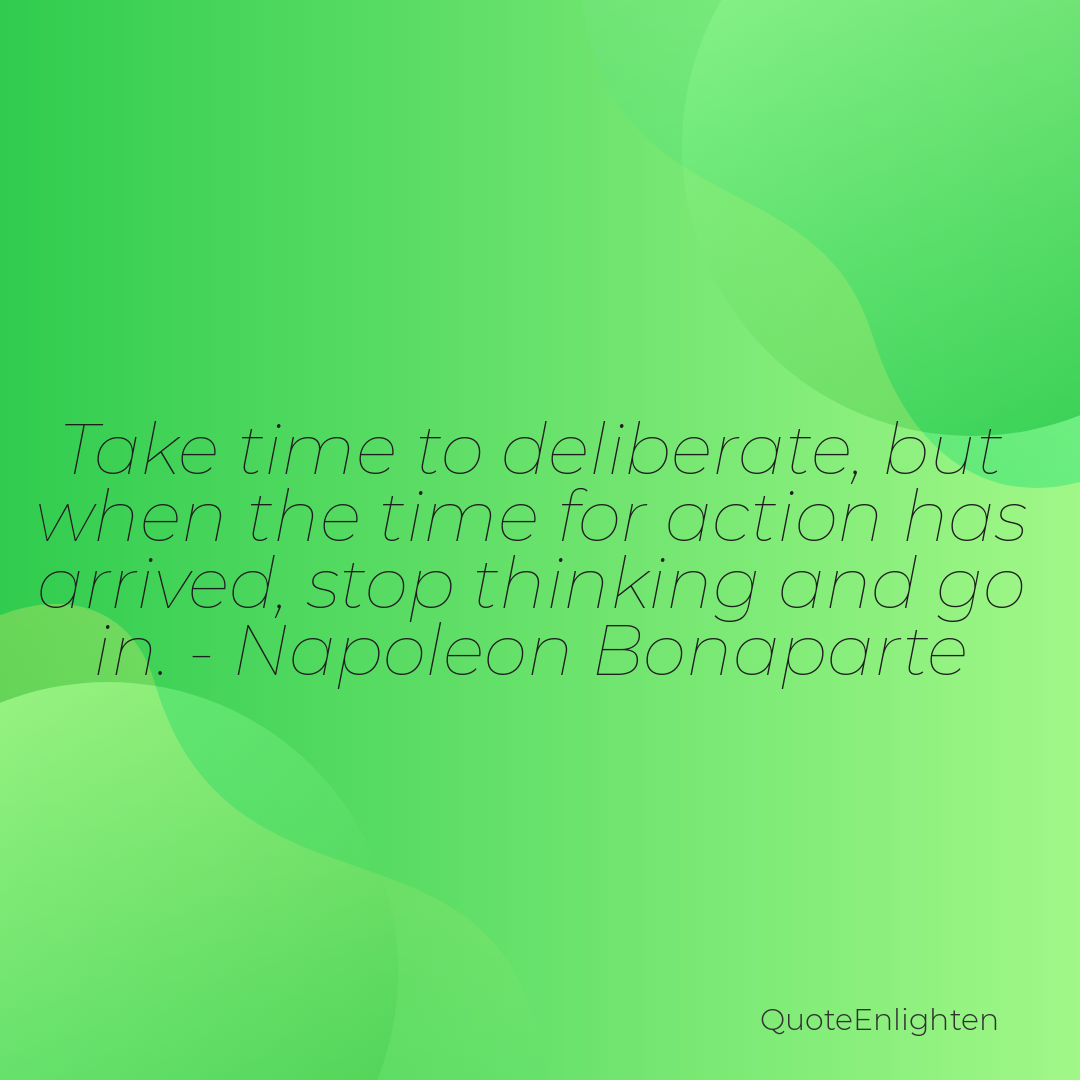 Take time to deliberate, but
when the time for action has
arrived, stop thinking and go
in. - Napoleon Bonaparte
QuoteEnlighten